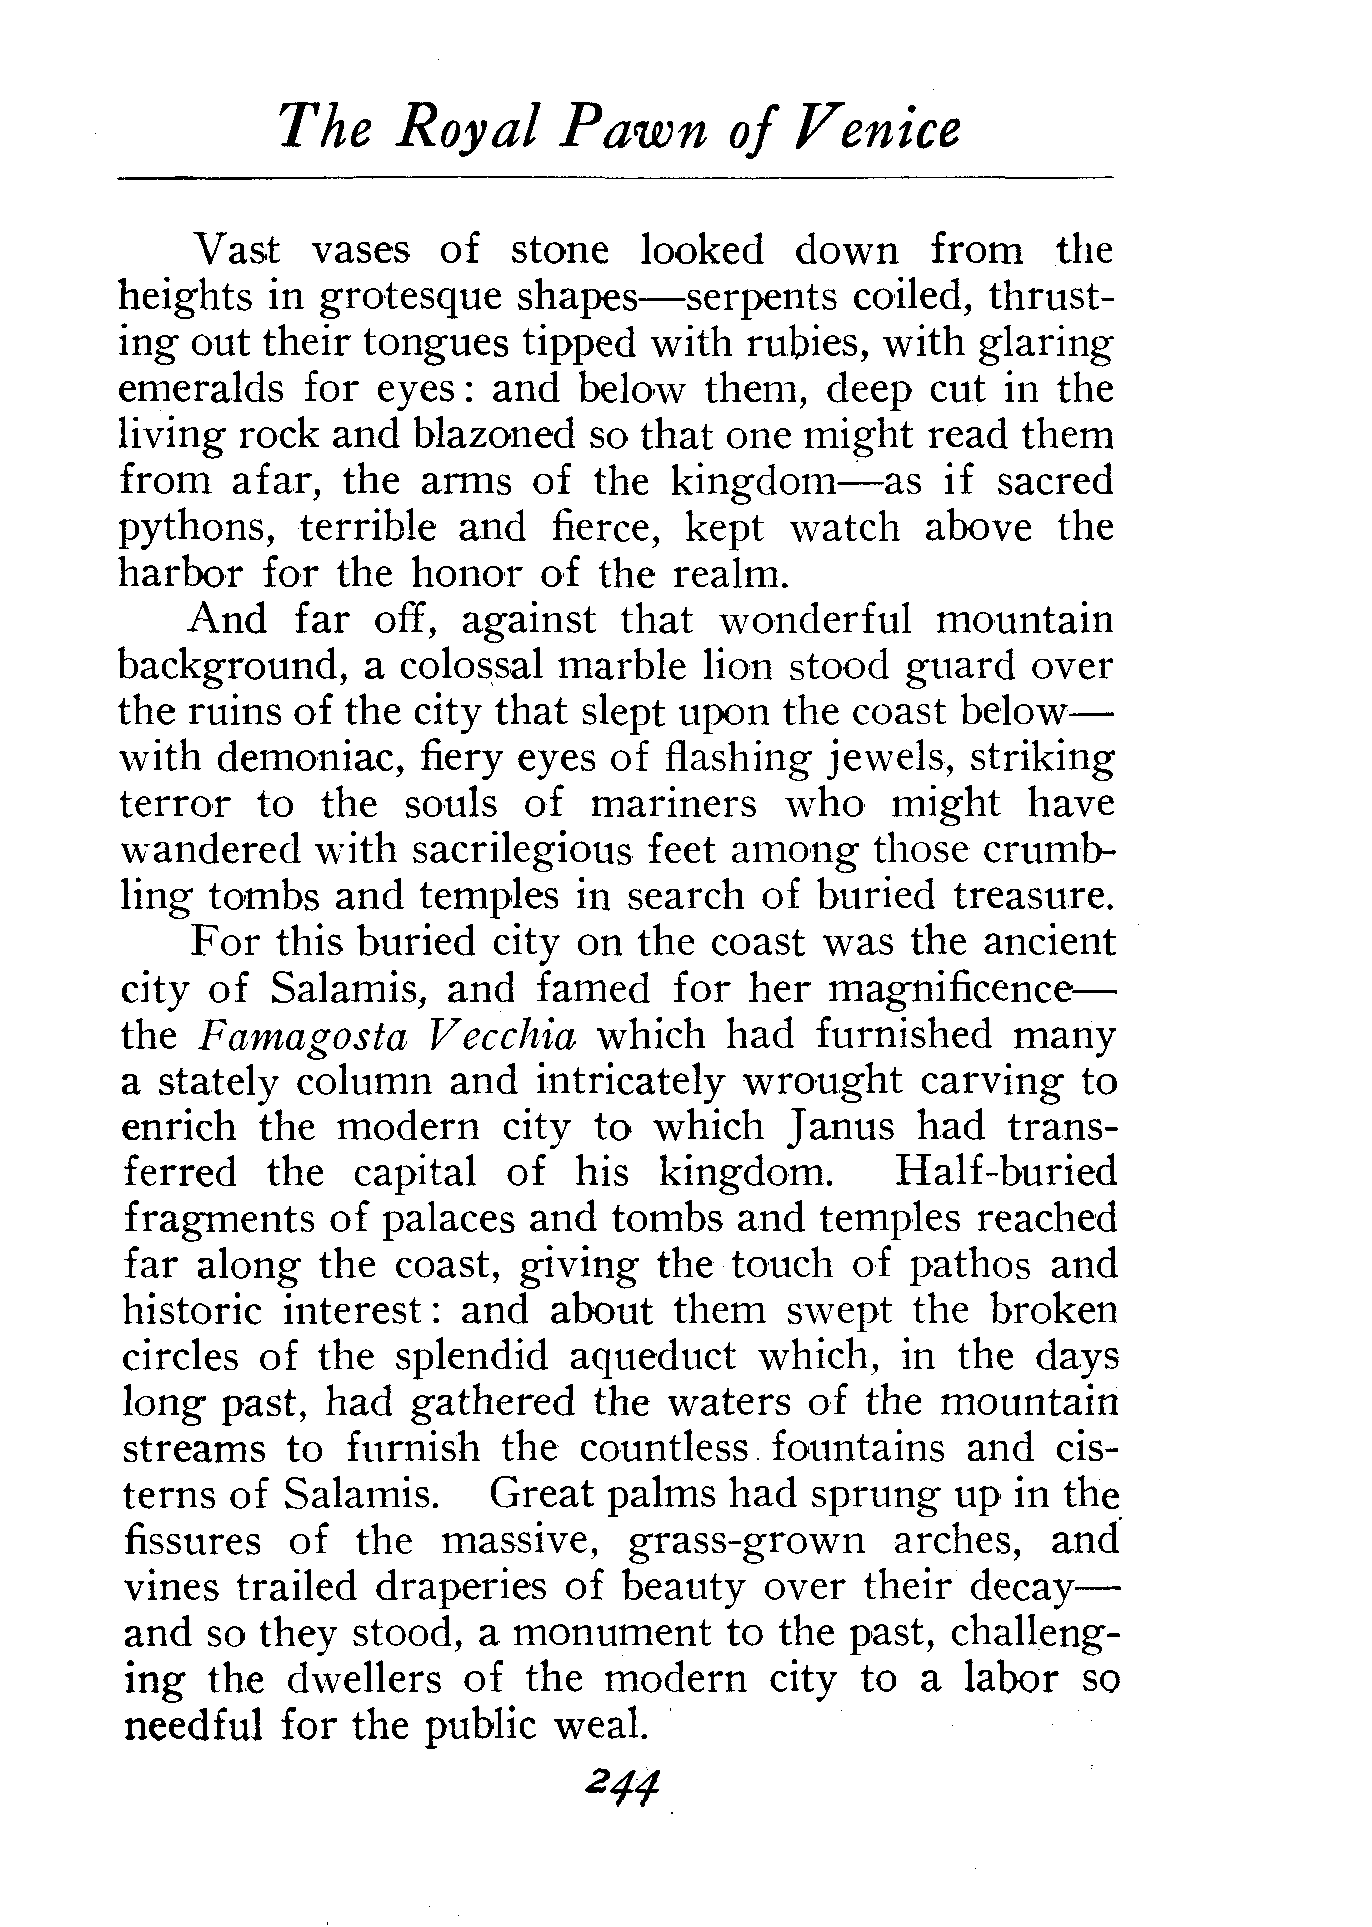 The Royal Pawn of Venice
Vast vases of stone looked down from the
heights in grotesque shapes—serpents coiled, thrust-
ing out their tongues tipped with rubies, with glaring
emeralds for eyes: and below them, deep cut in the
living rock and blazoned so that one might read them
from afar, the arms of the kingdom—as if sacred
pythons, terrible and fierce, kept watch above the
harbor for the honor of the realm.
And far off, against that wonderful mountain
background, a colossal marble lion stood guard over
the ruins of the city that slept upon the coast below—
with demoniac, fiery eyes of flashing jewels, striking
terror to the souls of mariners who might have
wandered with sacrilegious feet among those crumb-
ling tombs and temples in search of buried treasure.
For this buried city on the coast was the ancient
city of Salamis, and famed for her magnificence—
the Famagosta Vecchia which had furnished many
a stately column and intricately wrought carving to
enrich the modern city to which Janus had trans-
ferred the capital of his kingdom. Half-buried
fragments of palaces and tombs and temples reached
far along the coast, giving the touch of pathos and
historic interest: and about them swept the broken
circles of the splendid aqueduct which, in the days
long past, had gathered the waters of the mountain
streams to furnish the countless fountains and cis-
terns of Salamis. Great palms had sprung up in the
fissures of the massive, grass-grown arches, and
vines trailed draperies of beauty over their decay—
and so they stood, a monument to the past, challeng-
ing the dwellers of the modern city to a labor so
needful for the public weal.
244